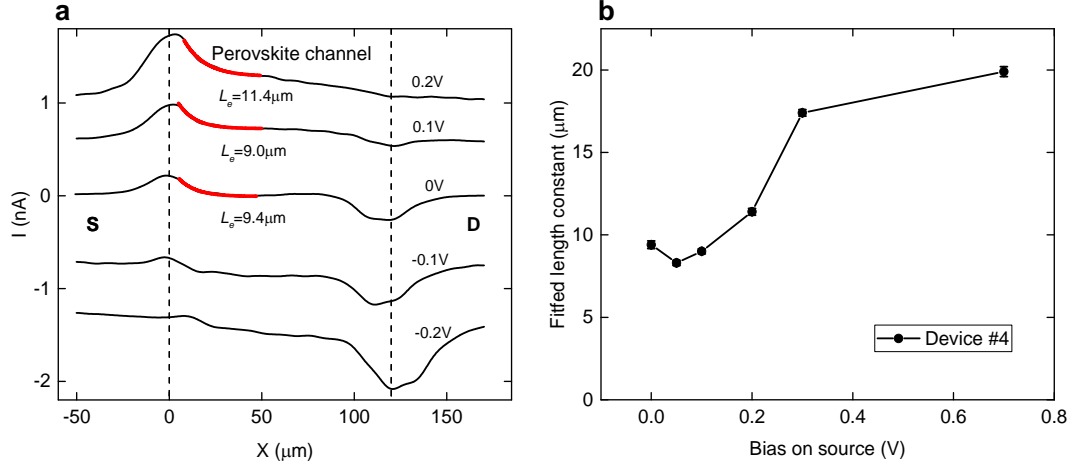 a
Perovskite channel
0.2V
Le=11.4μm
0.1V
Le=9.0μm
0V
Le=9.4μm
S
D
-0.1V
-0.2V
1
0
-1
-2
I (nA)
-50
0
50
100
150
X (μm)
b
20
15
10
5
0
Fitfed length constant (μm)
Device #4
0.0
0.2
0.4
0.6
0.8
Bias on source (V)